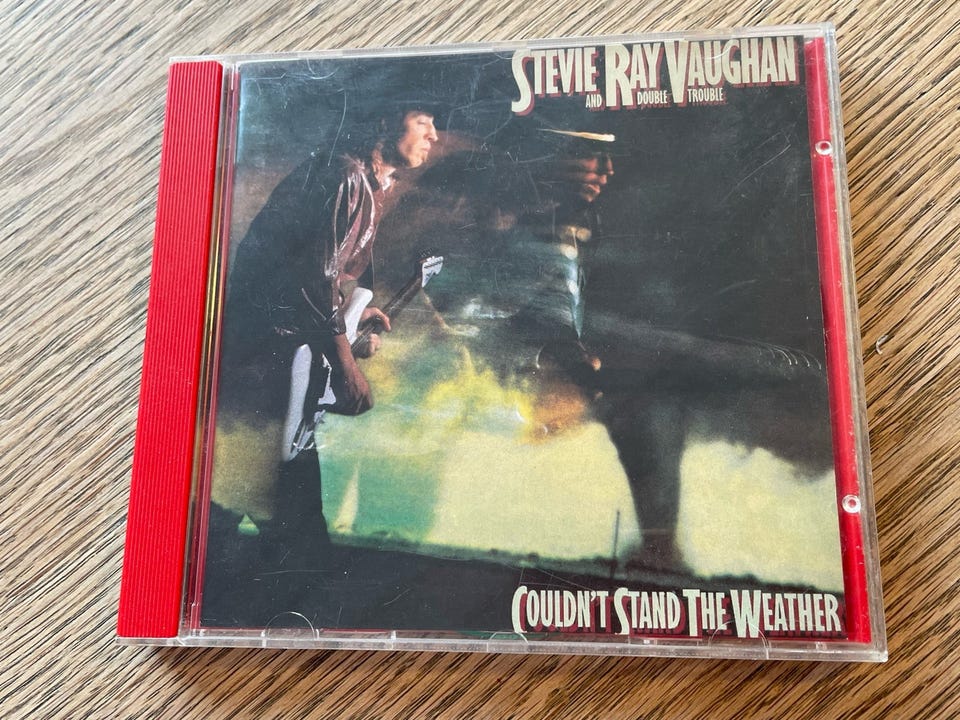 STEVIE RAY VAUGHAN
AND DOUBLE TROUBLE
COULDN'T STAND THE WEATHER